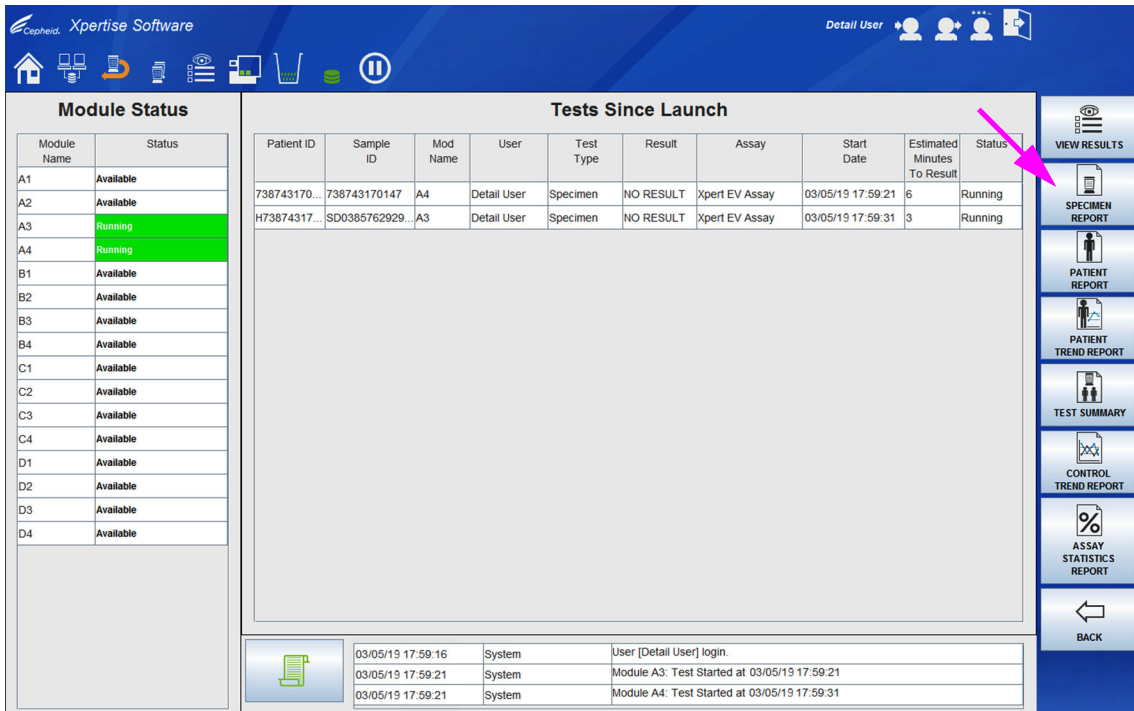 Cepheid. Xpertise Software
Detail User
Module Status
Module Name Status
A1 Available
A2 Available
A3 Running
A4 Running
B1 Available
B2 Available
B3 Available
B4 Available
C1 Available
C2 Available
C3 Available
C4 Available
D1 Available
D2 Available
D3 Available
D4 Available
Tests Since Launch
Patient ID Sample ID Mod Name User Test Type Result Assay Start Date Estimated Minutes To Result Status
738743170... 738743170147 A4 Detail User Specimen NO RESULT Xpert EV Assay 03/05/19 17:59:21 6 Running
H73874317... SD0385762929... A3 Detail User Specimen NO RESULT Xpert EV Assay 03/05/19 17:59:31 3 Running
03/05/19 17:59:16 System User [Detail User] login.
03/05/19 17:59:21 System Module A3: Test Started at 03/05/19 17:59:21
03/05/19 17:59:21 System Module A4: Test Started at 03/05/19 17:59:31
VIEW RESULTS
SPECIMEN
REPORT
PATIENT
REPORT
PATIENT
TREND REPORT
TEST SUMMARY
CONTROL
TREND REPORT
%
ASSAY
STATISTICS
REPORT
BACK